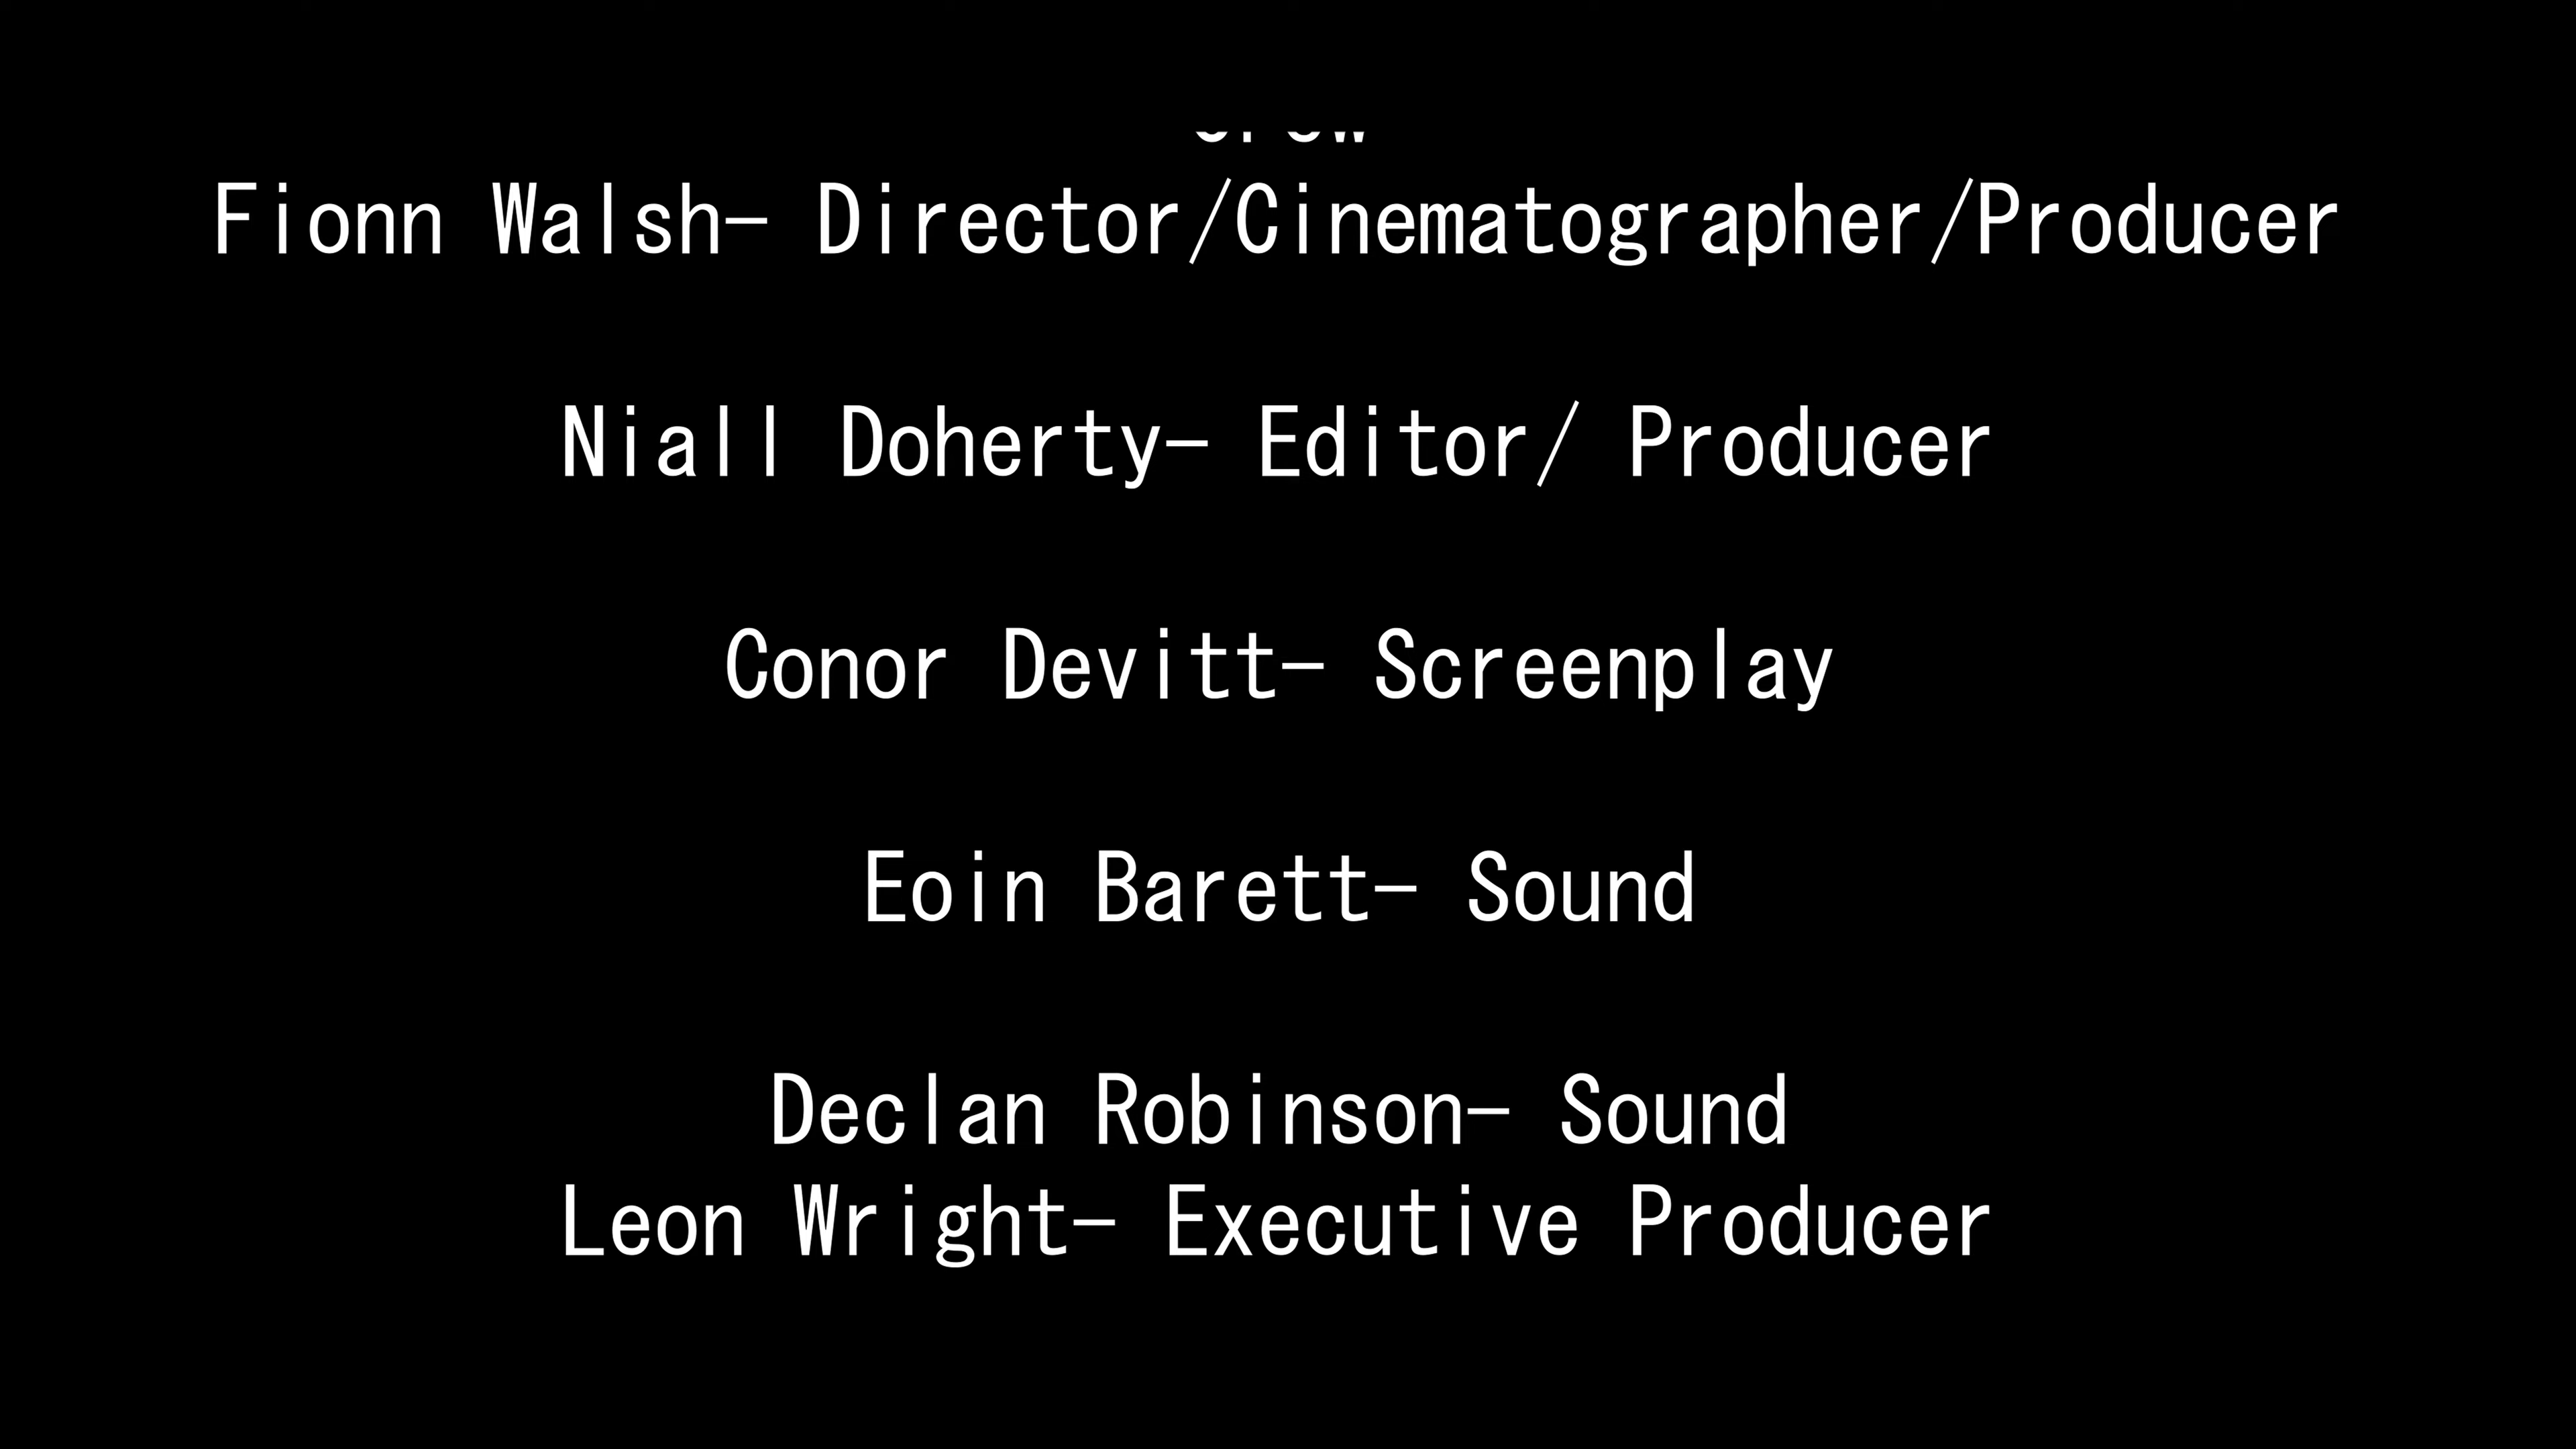 Crew
Fionn Walsh- Director/Cinematographer/Producer
Niall Doherty- Editor/ Producer
Conor Devitt- Screenplay
Eoin Barett- Sound
Declan Robinson- Sound
Leon Wright- Executive Producer